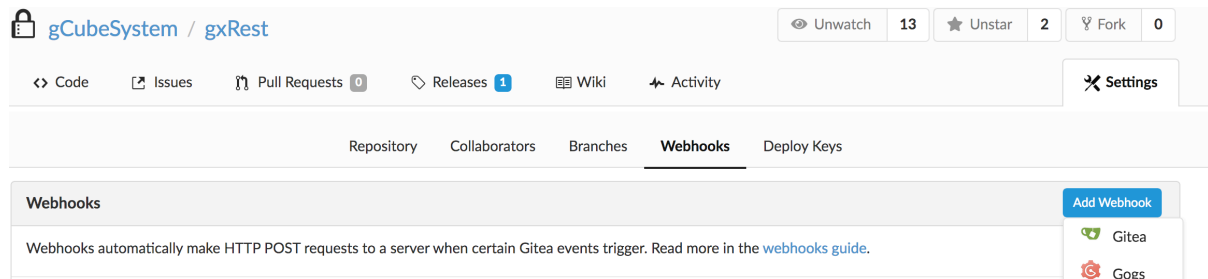 gCubeSystem / gxRest
Unwatch 13 Unstar 2 Fork 0
Code Issues Pull Requests 0 Releases 1 Wiki Activity Settings
Repository Collaborators Branches Webhooks Deploy Keys
Webhooks Add Webhook
Webhooks automatically make HTTP POST requests to a server when certain Gitea events trigger. Read more in the webhooks guide.
Gitea
Gogs